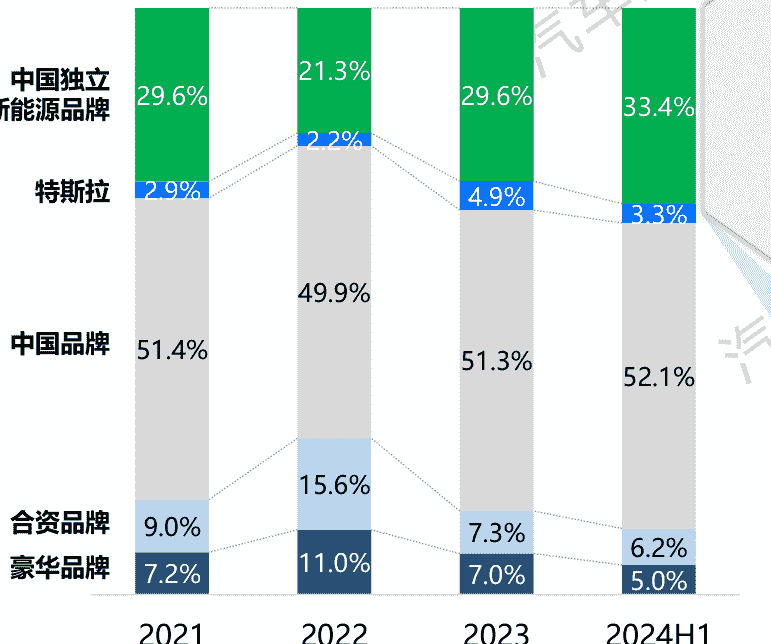 中国独立
新能源品牌
特斯拉
中国品牌
合资品牌
豪华品牌
29.6%
21.3%
29.6%
33.4%
2.9%
2.2%
4.9%
3.3%
51.4%
49.9%
51.3%
52.1%
9.0%
15.6%
7.3%
6.2%
7.2%
11.0%
7.0%
5.0%
2021
2022
2023
2024H1
汽车
汽